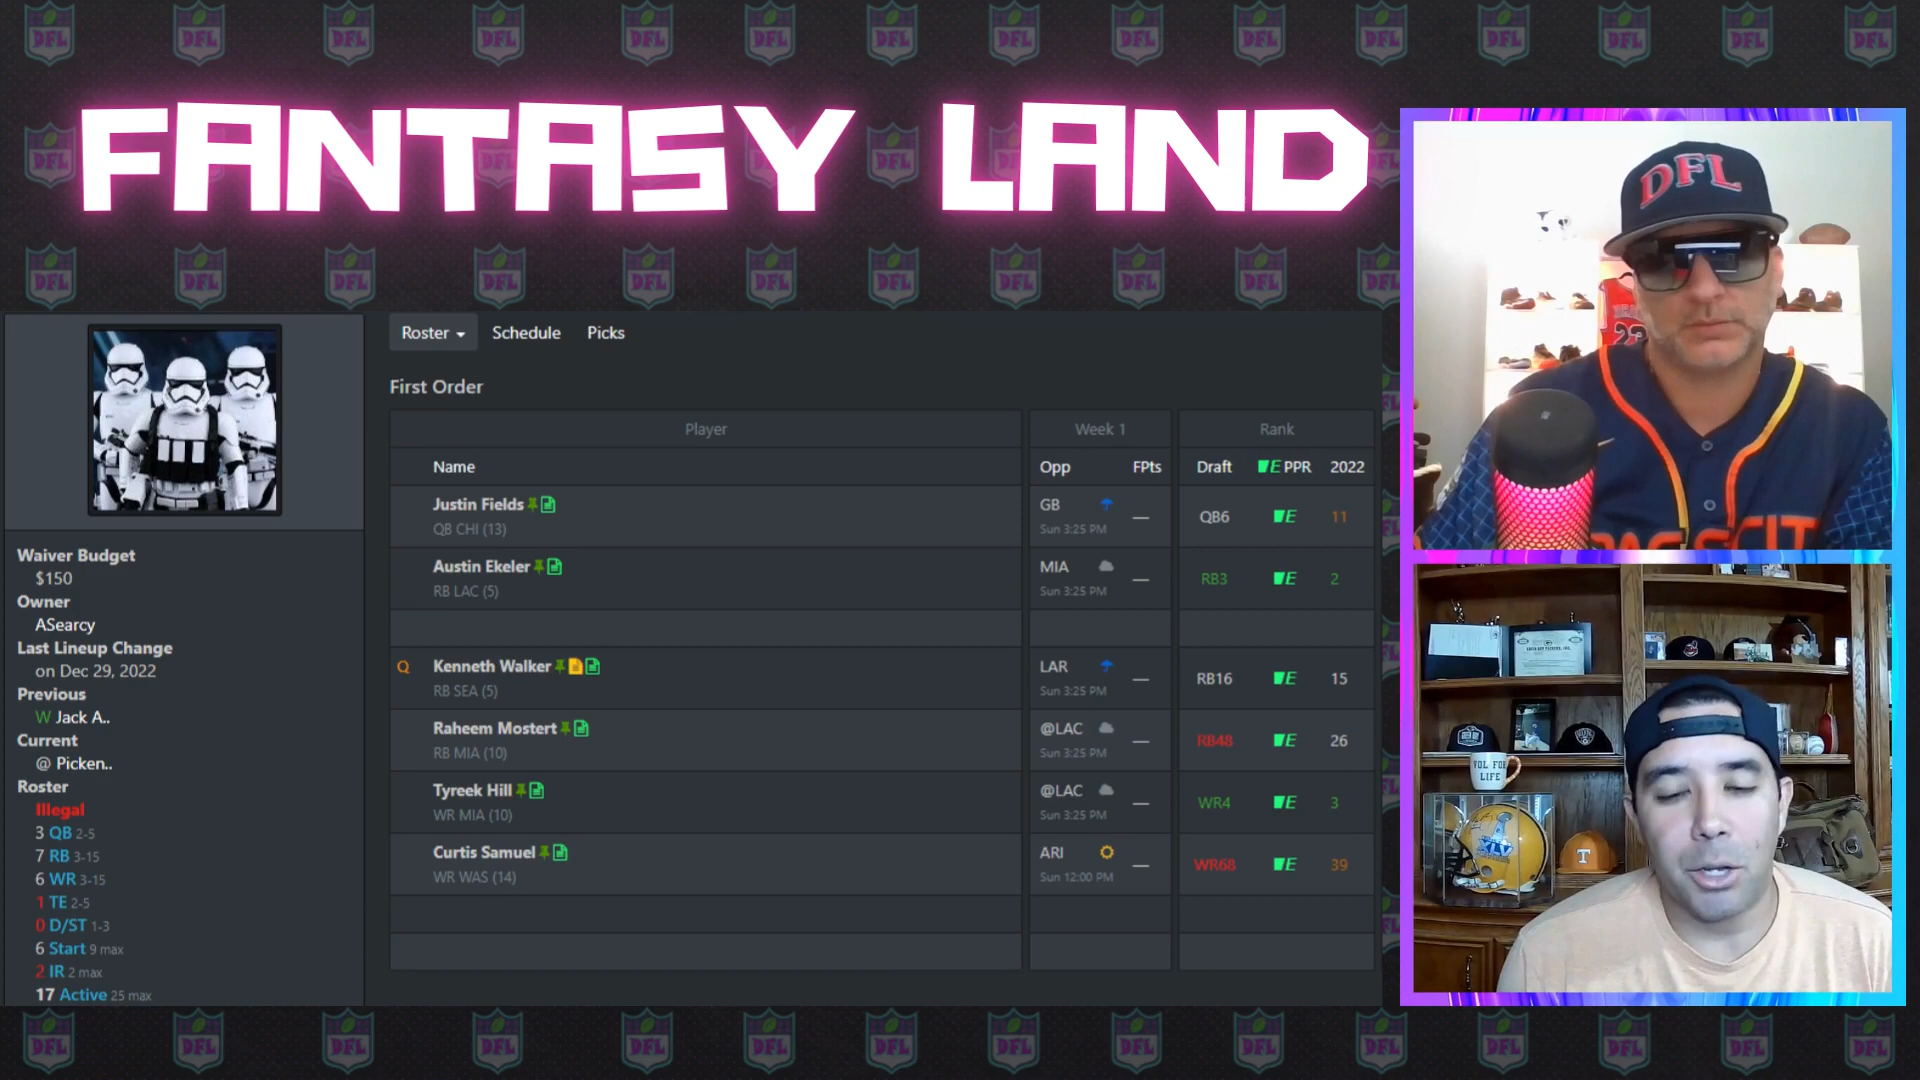 FANTASY LAND
Roster Schedule Picks
First Order
Player Week 1 Rank
Name Opp FPts Draft PPR 2022
Justin Fields GB QB6 11
QB CHI (13) Sun 3:25 PM —
Austin Ekeler MIA RB3 2
RB LAC (5) Sun 3:25 PM —
Q Kenneth Walker LAR RB16 15
RB SEA (5) Sun 3:25 PM —
Raheem Mostert @LAC RB48 26
RB MIA (10) Sun 3:25 PM —
Tyreek Hill @LAC WR4 3
WR MIA (10) Sun 3:25 PM —
Curtis Samuel ARI WR68 39
WR WAS (14) Sun 12:00 PM —
Waiver Budget
$150
Owner
ASearcy
Last Lineup Change
on Dec 29, 2022
Previous
W Jack A..
Current
@ Picken..
Roster
Illegal
3 QB 2-5
7 RB 3-15
6 WR 3-15
1 TE 2-5
0 D/ST 1-3
6 Start 9 max
2 IR 2 max
17 Active 25 max
DFL
23
VOL FOR
LIFE
XLV
T
DFL